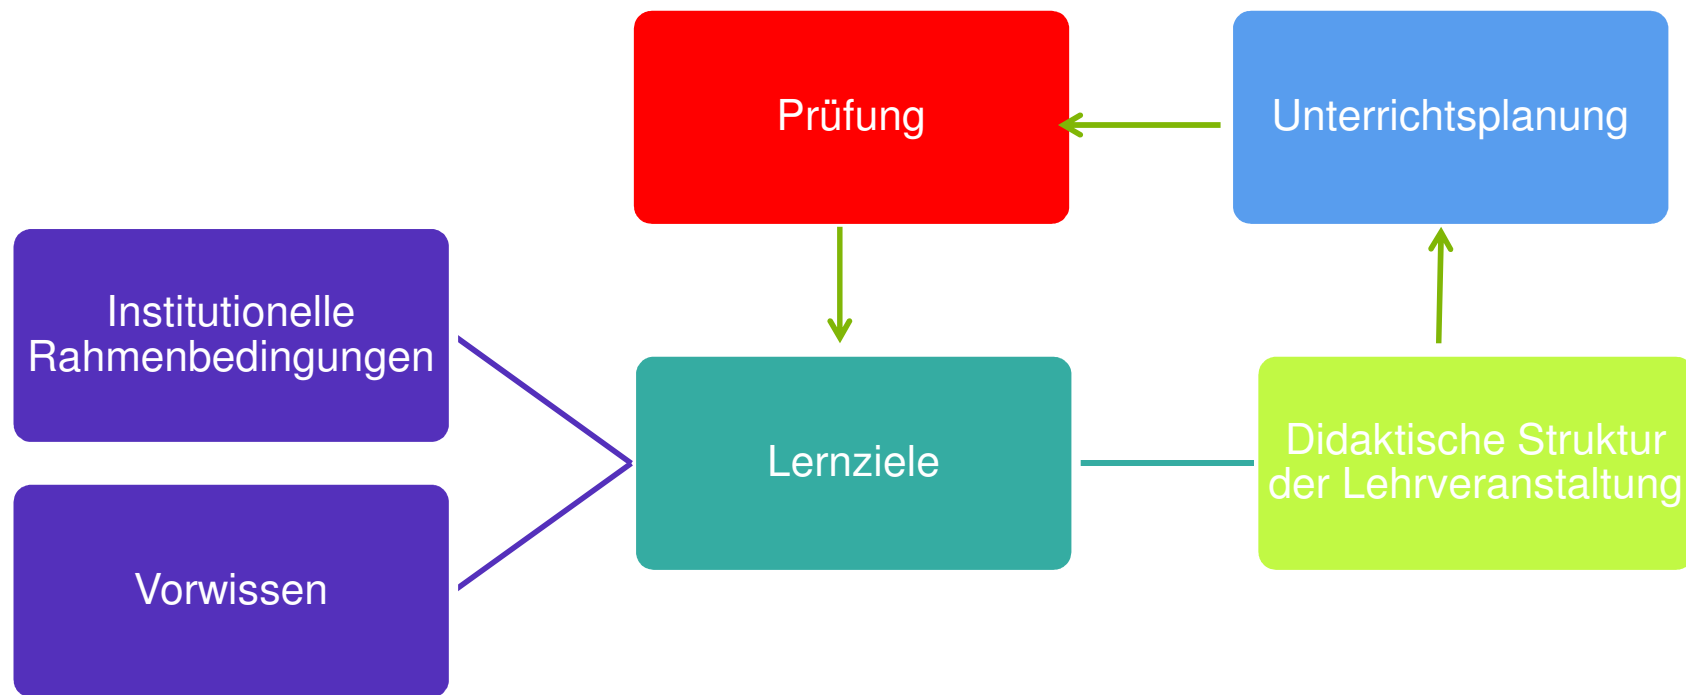 Prüfung
Unterrichtsplanung
Institutionelle
Rahmenbedingungen
Lernziele
Didaktische Struktur
der Lehrveranstaltung
Vorwissen